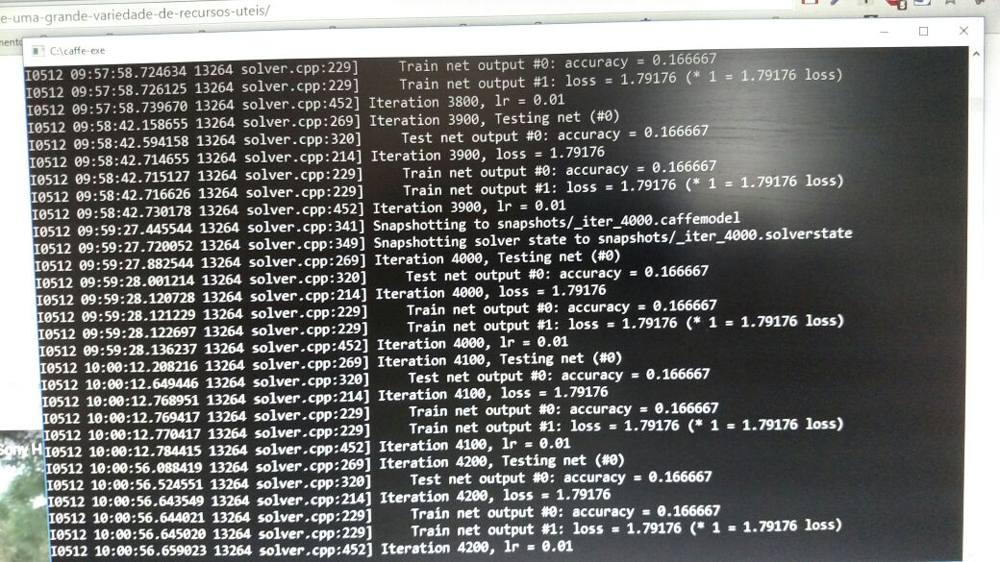 e-uma-grande-variedade-de-recursos-uteis/
C:\caffe-exe
I0512 09:57:58.724634 13264 solver.cpp:229] Train net output #0: accuracy = 0.166667
I0512 09:57:58.726125 13264 solver.cpp:229] Train net output #1: loss = 1.79176 (* 1 = 1.79176 loss)
I0512 09:57:58.739670 13264 solver.cpp:452] Iteration 3800, lr = 0.01
I0512 09:58:42.158655 13264 solver.cpp:269] Iteration 3900, Testing net (#0)
I0512 09:58:42.594158 13264 solver.cpp:320] Test net output #0: accuracy = 0.166667
I0512 09:58:42.714655 13264 solver.cpp:214] Iteration 3900, loss = 1.79176
I0512 09:58:42.715127 13264 solver.cpp:229] Train net output #0: accuracy = 0.166667
I0512 09:58:42.716626 13264 solver.cpp:229] Train net output #1: loss = 1.79176 (* 1 = 1.79176 loss)
I0512 09:58:42.730178 13264 solver.cpp:452] Iteration 3900, lr = 0.01
I0512 09:59:27.445544 13264 solver.cpp:341] Snapshotting to snapshots/_iter_4000.caffemodel
I0512 09:59:27.720052 13264 solver.cpp:349] Snapshotting solver state to snapshots/_iter_4000.solverstate
I0512 09:59:27.882544 13264 solver.cpp:269] Iteration 4000, Testing net (#0)
I0512 09:59:28.001214 13264 solver.cpp:320] Test net output #0: accuracy = 0.166667
I0512 09:59:28.120728 13264 solver.cpp:214] Iteration 4000, loss = 1.79176
I0512 09:59:28.121229 13264 solver.cpp:229] Train net output #0: accuracy = 0.166667
I0512 09:59:28.122697 13264 solver.cpp:229] Train net output #1: loss = 1.79176 (* 1 = 1.79176 loss)
I0512 09:59:28.136237 13264 solver.cpp:452] Iteration 4000, lr = 0.01
I0512 10:00:12.208216 13264 solver.cpp:269] Iteration 4100, Testing net (#0)
I0512 10:00:12.649446 13264 solver.cpp:320] Test net output #0: accuracy = 0.166667
I0512 10:00:12.768951 13264 solver.cpp:214] Iteration 4100, loss = 1.79176
I0512 10:00:12.769417 13264 solver.cpp:229] Train net output #0: accuracy = 0.166667
I0512 10:00:12.770417 13264 solver.cpp:229] Train net output #1: loss = 1.79176 (* 1 = 1.79176 loss)
I0512 10:00:12.784415 13264 solver.cpp:452] Iteration 4100, lr = 0.01
I0512 10:00:56.088419 13264 solver.cpp:269] Iteration 4200, Testing net (#0)
I0512 10:00:56.524551 13264 solver.cpp:320] Test net output #0: accuracy = 0.166667
I0512 10:00:56.643549 13264 solver.cpp:214] Iteration 4200, loss = 1.79176
I0512 10:00:56.644021 13264 solver.cpp:229] Train net output #0: accuracy = 0.166667
I0512 10:00:56.645020 13264 solver.cpp:229] Train net output #1: loss = 1.79176 (* 1 = 1.79176 loss)
I0512 10:00:56.659023 13264 solver.cpp:452] Iteration 4200, lr = 0.01
Sony H